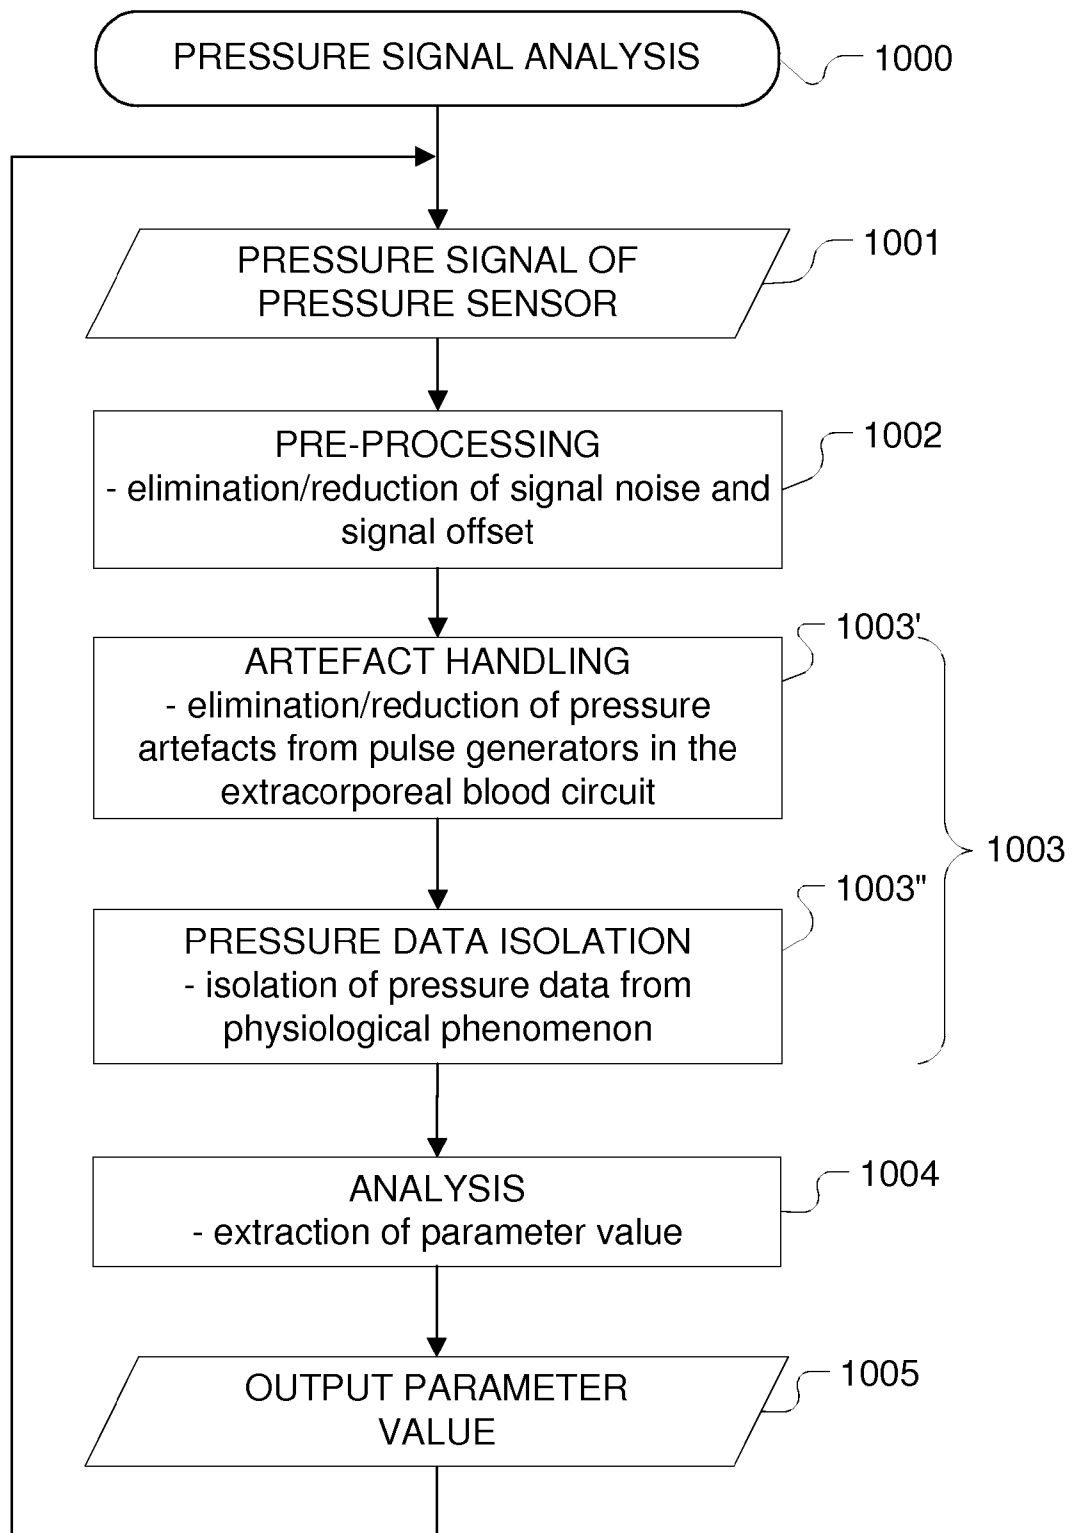 PRESSURE SIGNAL ANALYSIS
1000
PRESSURE SIGNAL OF
PRESSURE SENSOR
1001
PRE-PROCESSING
- elimination/reduction of signal noise and
signal offset
1002
ARTEFACT HANDLING
- elimination/reduction of pressure
artefacts from pulse generators in the
extracorporeal blood circuit
1003'
1003
PRESSURE DATA ISOLATION
- isolation of pressure data from
physiological phenomenon
1003"
ANALYSIS
- extraction of parameter value
1004
OUTPUT PARAMETER
VALUE
1005